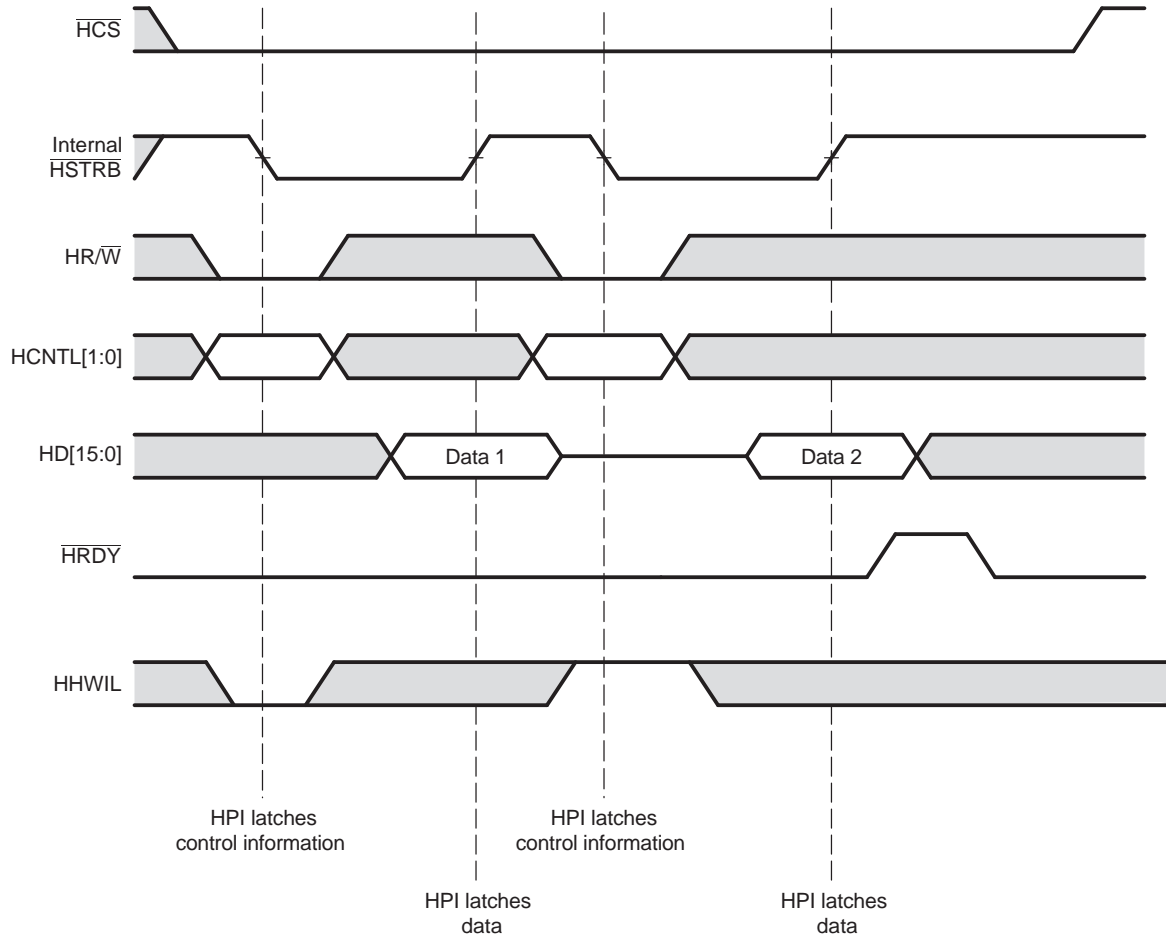 HCS
Internal
HSTRB
HR/W
HCNTL[1:0]
HD[15:0]
Data 1
Data 2
HRDY
HHWIL
HPI latches
control information
HPI latches
control information
HPI latches
data
HPI latches
data